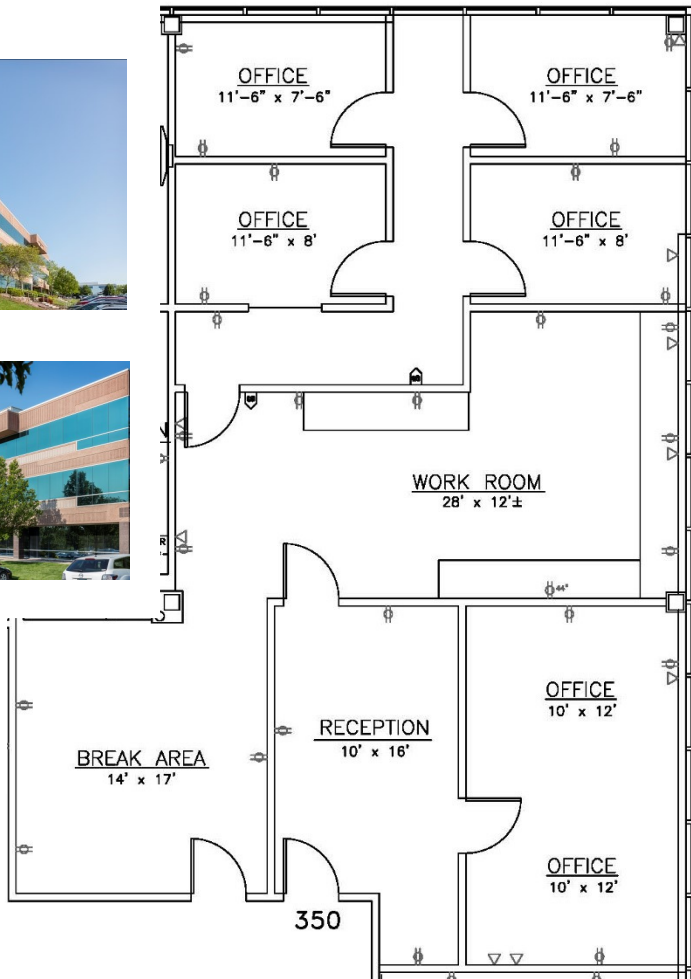 OFFICE
11'-6" x 7'-6"
OFFICE
11'-6" x 7'-6"
OFFICE
11'-6" x 8'
OFFICE
11'-6" x 8'
WORK ROOM
28' x 12'±
44"
OFFICE
10' x 12'
RECEPTION
10' x 16'
BREAK AREA
14' x 17'
OFFICE
10' x 12'
350